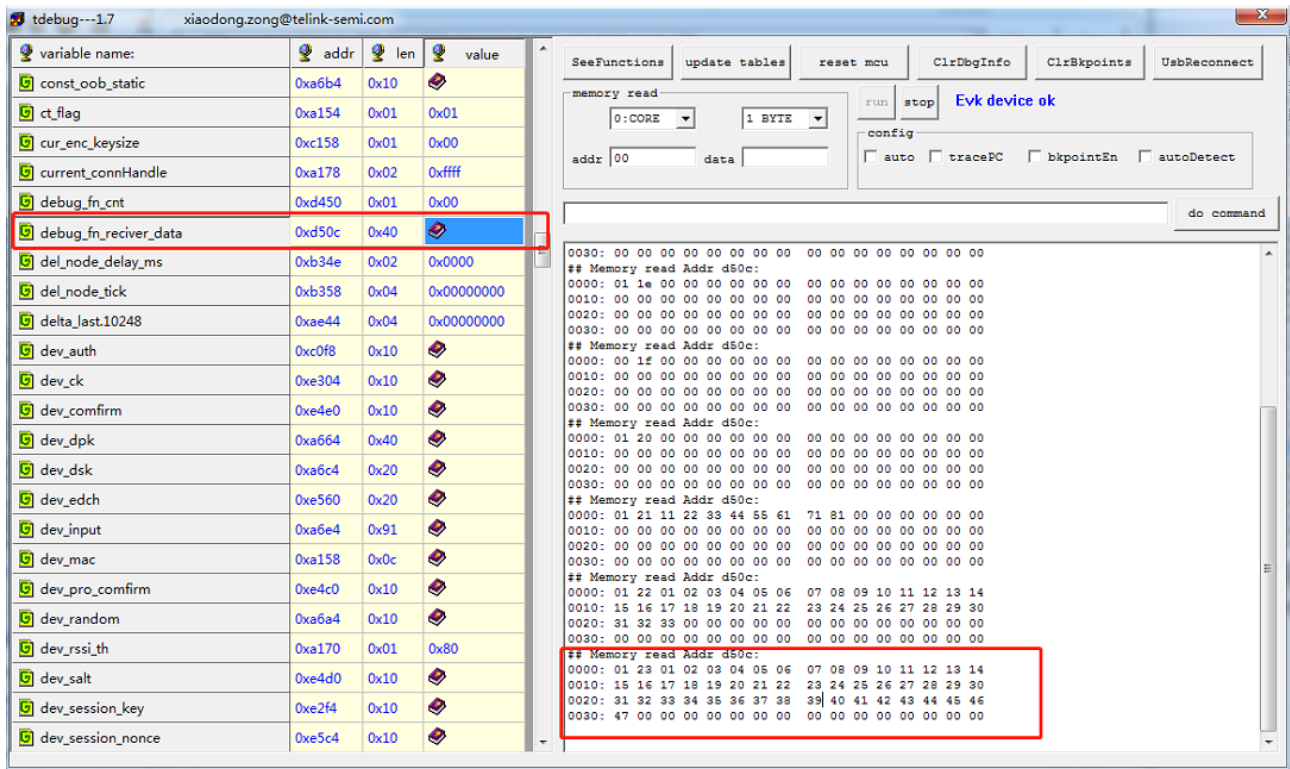 tdebug---1.7 xiaodong.zong@telink-semi.com
variable name: addr len value
const_oob_static 0xa6b4 0x10
ct_flag 0xa154 0x01 0x01
cur_enc_keysize 0xc158 0x01 0x00
current_connHandle 0xa178 0x02 0xffff
debug_fn_cnt 0xd450 0x01 0x00
debug_fn_reciver_data 0xd50c 0x40
del_node_delay_ms 0xb34e 0x02 0x0000
del_node_tick 0xb358 0x04 0x00000000
delta_last.10248 0xae44 0x04 0x00000000
dev_auth 0xc0f8 0x10
dev_ck 0xe304 0x10
dev_comfirm 0xe4e0 0x10
dev_dpk 0xa664 0x40
dev_dsk 0xa6c4 0x20
dev_edch 0xe560 0x20
dev_input 0xa6e4 0x91
dev_mac 0xa158 0x0c
dev_pro_comfirm 0xe4c0 0x10
dev_random 0xa6a4 0x10
dev_rssi_th 0xa170 0x01 0x80
dev_salt 0xe4d0 0x10
dev_session_key 0xe2f4 0x10
dev_session_nonce 0xe5c4 0x10
SeeFunctions update tables reset mcu ClrDbgInfo ClrBkpoints UsbReconnect
memory read
0:CORE 1 BYTE
addr 00 data
run stop Evk device ok
config
auto tracePC bkpointEn autoDetect
do command
0030: 00 00 00 00 00 00 00 00 00 00 00 00 00 00 00 00
## Memory read Addr d50c:
0000: 01 1e 00 00 00 00 00 00 00 00 00 00 00 00 00 00
0010: 00 00 00 00 00 00 00 00 00 00 00 00 00 00 00 00
0020: 00 00 00 00 00 00 00 00 00 00 00 00 00 00 00 00
0030: 00 00 00 00 00 00 00 00 00 00 00 00 00 00 00 00
## Memory read Addr d50c:
0000: 00 1f 00 00 00 00 00 00 00 00 00 00 00 00 00 00
0010: 00 00 00 00 00 00 00 00 00 00 00 00 00 00 00 00
0020: 00 00 00 00 00 00 00 00 00 00 00 00 00 00 00 00
0030: 00 00 00 00 00 00 00 00 00 00 00 00 00 00 00 00
## Memory read Addr d50c:
0000: 01 20 00 00 00 00 00 00 00 00 00 00 00 00 00 00
0010: 00 00 00 00 00 00 00 00 00 00 00 00 00 00 00 00
0020: 00 00 00 00 00 00 00 00 00 00 00 00 00 00 00 00
0030: 00 00 00 00 00 00 00 00 00 00 00 00 00 00 00 00
## Memory read Addr d50c:
0000: 01 21 11 22 33 44 55 61 71 81 00 00 00 00 00 00
0010: 00 00 00 00 00 00 00 00 00 00 00 00 00 00 00 00
0020: 00 00 00 00 00 00 00 00 00 00 00 00 00 00 00 00
0030: 00 00 00 00 00 00 00 00 00 00 00 00 00 00 00 00
## Memory read Addr d50c:
0000: 01 22 01 02 03 04 05 06 07 08 09 10 11 12 13 14
0010: 15 16 17 18 19 20 21 22 23 24 25 26 27 28 29 30
0020: 31 32 33 00 00 00 00 00 00 00 00 00 00 00 00 00
0030: 00 00 00 00 00 00 00 00 00 00 00 00 00 00 00 00
## Memory read Addr d50c:
0000: 01 23 01 02 03 04 05 06 07 08 09 10 11 12 13 14
0010: 15 16 17 18 19 20 21 22 23 24 25 26 27 28 29 30
0020: 31 32 33 34 35 36 37 38 39 40 41 42 43 44 45 46
0030: 47 00 00 00 00 00 00 00 00 00 00 00 00 00 00 00